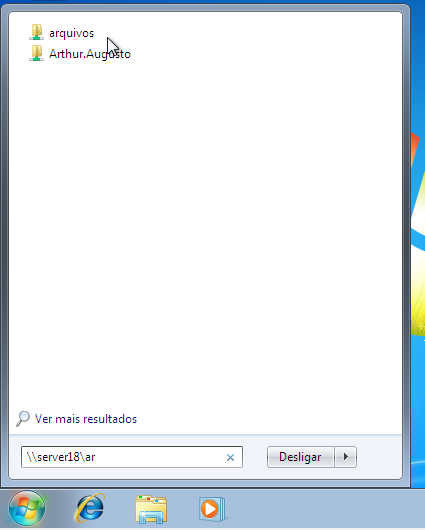 arquivos
Arthur.Augusto
Ver mais resultados
\\server18\ar
Desligar